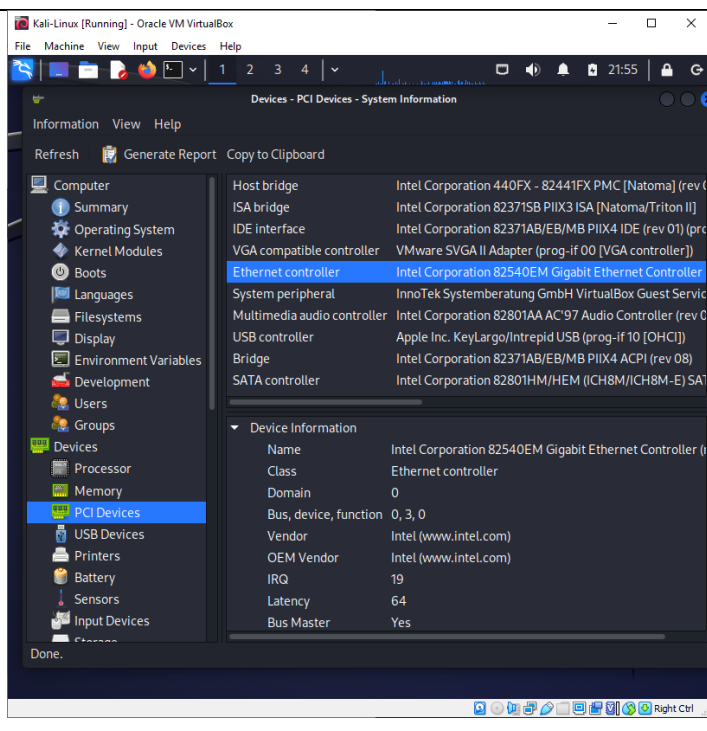 Kali-Linux [Running] - Oracle VM VirtualBox
File Machine View Input Devices Help
1 2 3 4 21:55
Devices - PCI Devices - System Information
Information View Help
Refresh Generate Report Copy to Clipboard
Computer
Summary
Operating System
Kernel Modules
Boots
Languages
Filesystems
Display
Environment Variables
Development
Users
Groups
Devices
Processor
Memory
PCI Devices
USB Devices
Printers
Battery
Sensors
Input Devices
Storage
Host bridge Intel Corporation 440FX - 82441FX PMC [Natoma] (rev
ISA bridge Intel Corporation 82371SB PIIX3 ISA [Natoma/Triton II]
IDE interface Intel Corporation 82371AB/EB/MB PIIX4 IDE (rev 01) (pro
VGA compatible controller VMware SVGA II Adapter (prog-if 00 [VGA controller])
Ethernet controller Intel Corporation 82540EM Gigabit Ethernet Controller
System peripheral InnoTek Systemberatung GmbH VirtualBox Guest Servic
Multimedia audio controller Intel Corporation 82801AA AC'97 Audio Controller (rev 0
USB controller Apple Inc. KeyLargo/Intrepid USB (prog-if 10 [OHCI])
Bridge Intel Corporation 82371AB/EB/MB PIIX4 ACPI (rev 08)
SATA controller Intel Corporation 82801HM/HEM (ICH8M/ICH8M-E) SAT
Device Information
Name Intel Corporation 82540EM Gigabit Ethernet Controller (r
Class Ethernet controller
Domain 0
Bus, device, function 0, 3, 0
Vendor Intel (www.intel.com)
OEM Vendor Intel (www.intel.com)
IRQ 19
Latency 64
Bus Master Yes
Done.
Right Ctrl